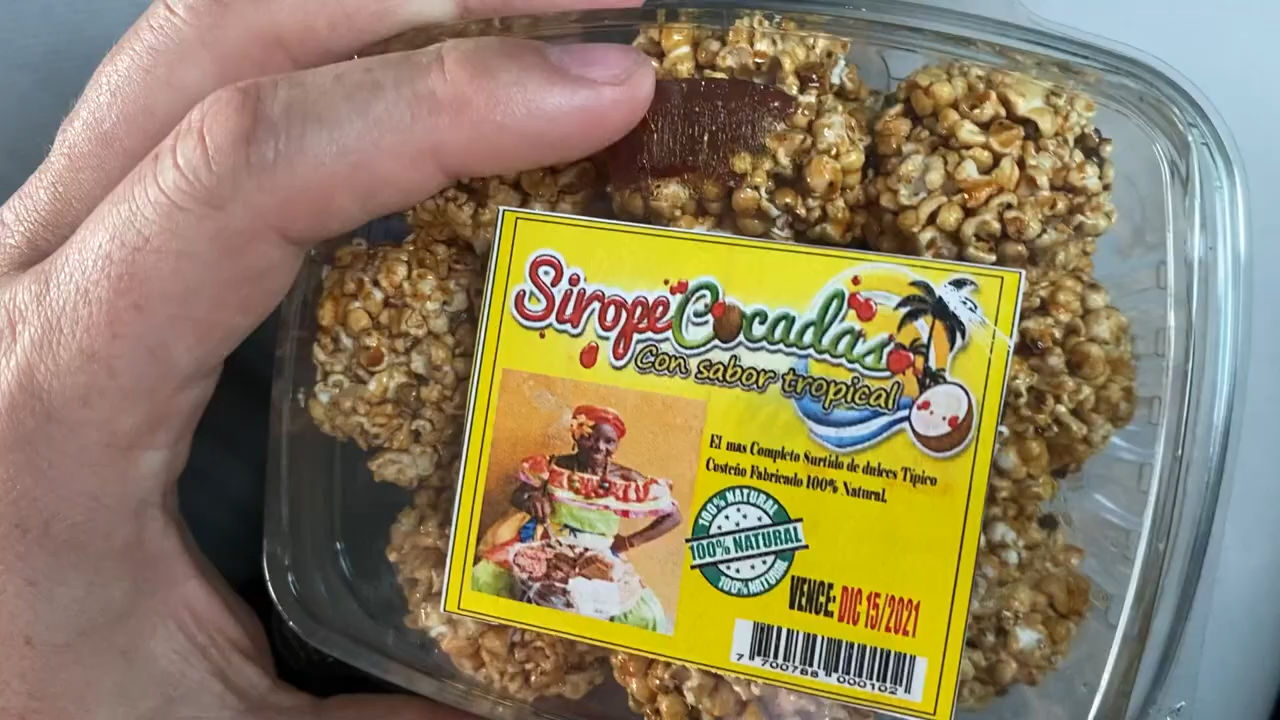 Sirope Cocadas
Con sabor tropical
El mas Completo Surtido de dulces Típico
Costeño Fabricado 100% Natural.
100% NATURAL
100% NATURAL
100% NATURAL
VENCE: DIC 15/2021
7 700788 000102